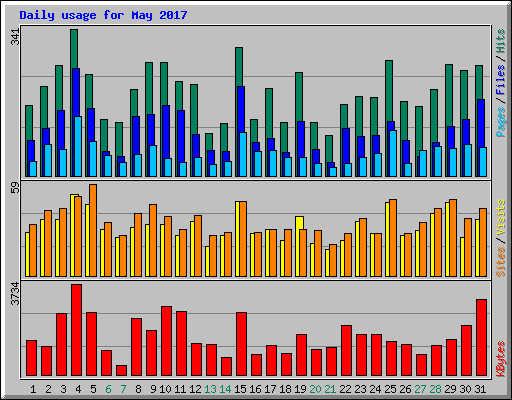 Daily usage for May 2017
341
Pages / Files / Hits
59
Sites / Visits
3734
KBytes
1 2 3 4 5 6 7 8 9 10 11 12 13 14 15 16 17 18 19 20 21 22 23 24 25 26 27 28 29 30 31